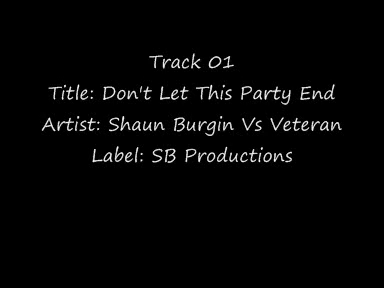 Track 01
Title: Don't Let This Party End
Artist: Shaun Burgin Vs Veteran
Label: SB Productions